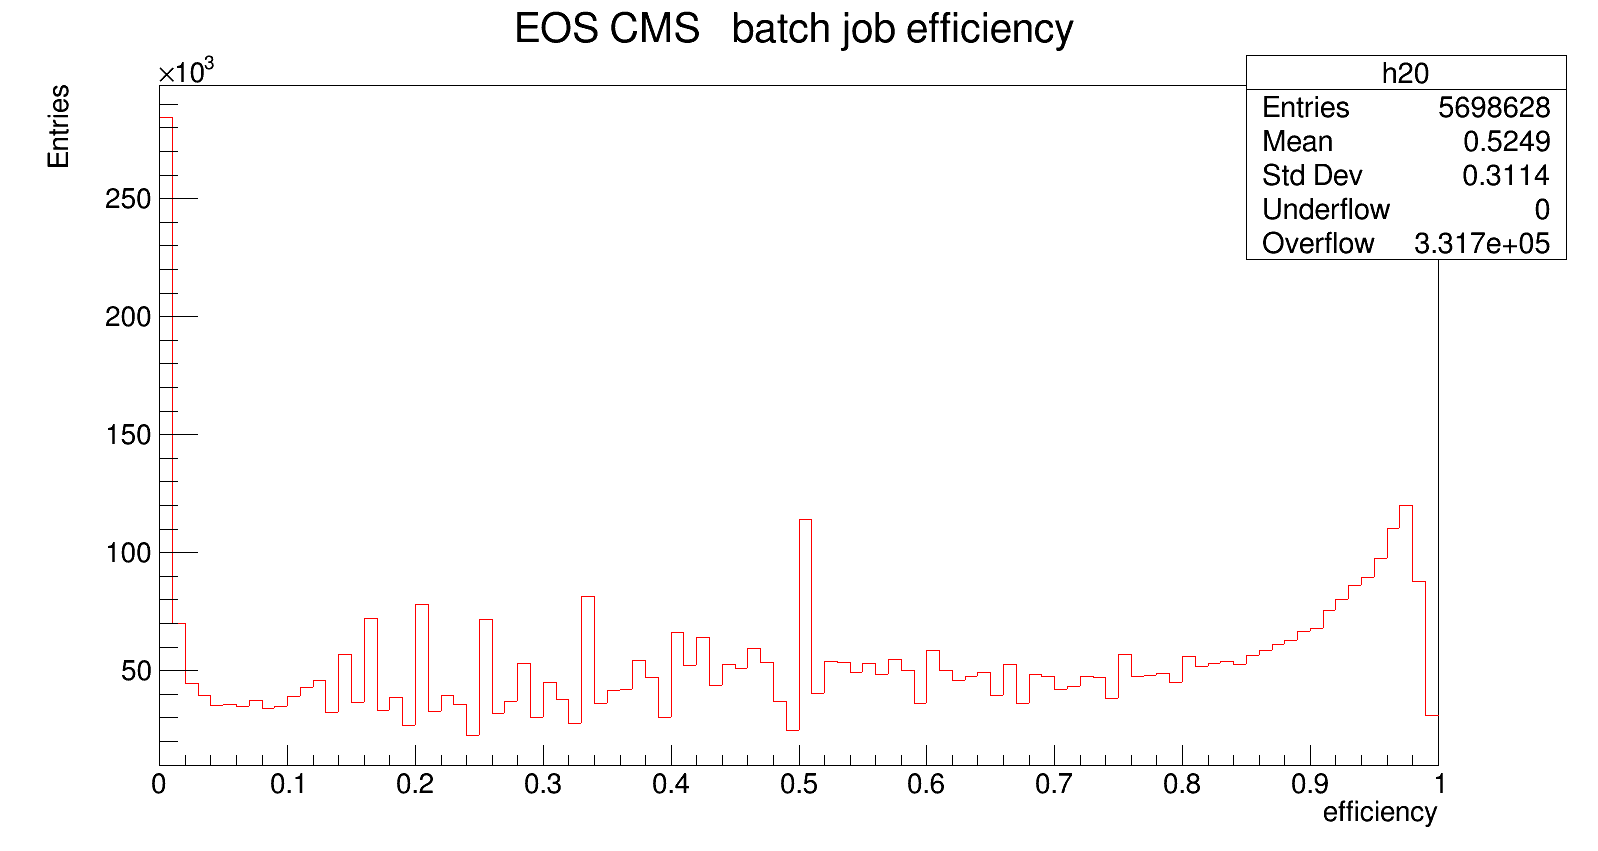 EOS CMS   batch job efficiency
×10³
Entries
h20
Entries 5698628
Mean 0.5249
Std Dev 0.3114
Underflow 0
Overflow 3.317e+05
250
200
150
100
50
0 0.1 0.2 0.3 0.4 0.5 0.6 0.7 0.8 0.9 1
efficiency